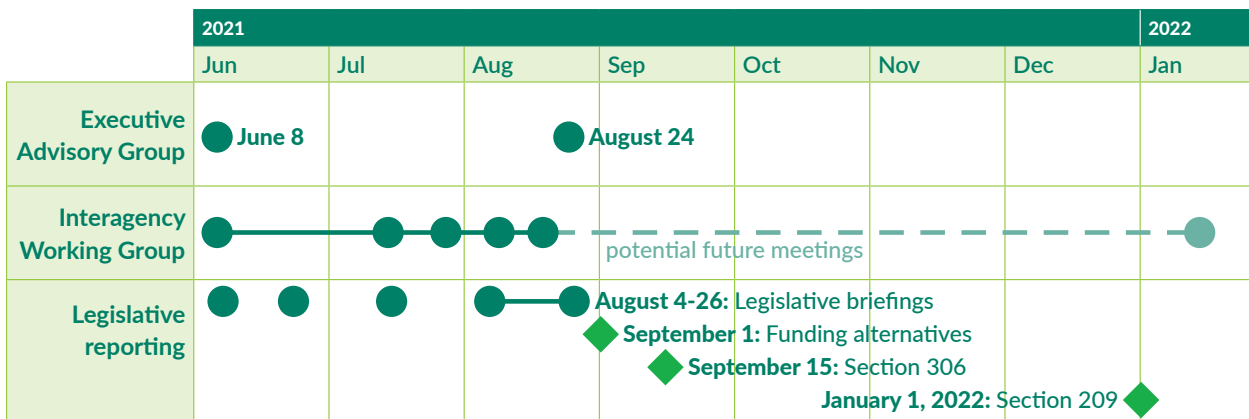 2021 2022
Jun Jul Aug Sep Oct Nov Dec Jan
Executive
Advisory Group
June 8 August 24
Interagency
Working Group
potential future meetings
Legislative
reporting
August 4-26: Legislative briefings
September 1: Funding alternatives
September 15: Section 306
January 1, 2022: Section 209